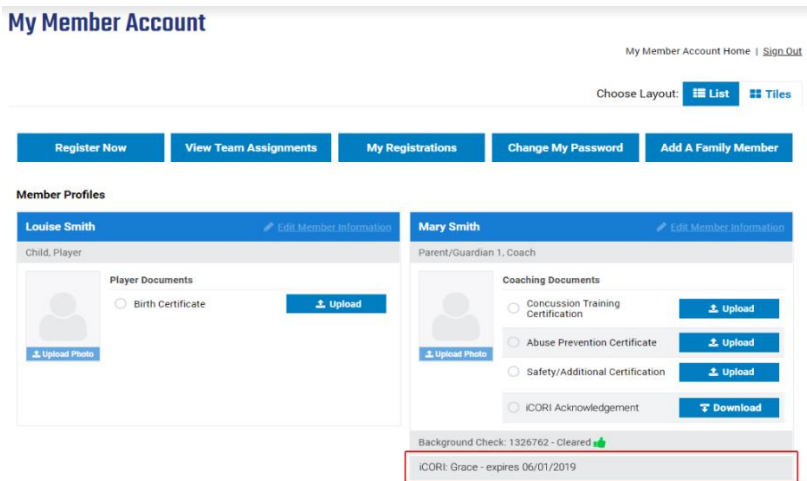 My Member Account
My Member Account Home | Sign Out
Choose Layout: List Tiles
Register Now View Team Assignments My Registrations Change My Password Add A Family Member
Member Profiles
Louise Smith Edit Member Information
Child, Player
Player Documents
Birth Certificate Upload
Upload Photo
Mary Smith Edit Member Information
Parent/Guardian 1, Coach
Coaching Documents
Concussion Training
Certification Upload
Abuse Prevention Certificate Upload
Upload Photo
Safety/Additional Certification Upload
iCORI Acknowledgement Download
Background Check: 1326762 - Cleared
iCORI: Grace - expires 06/01/2019